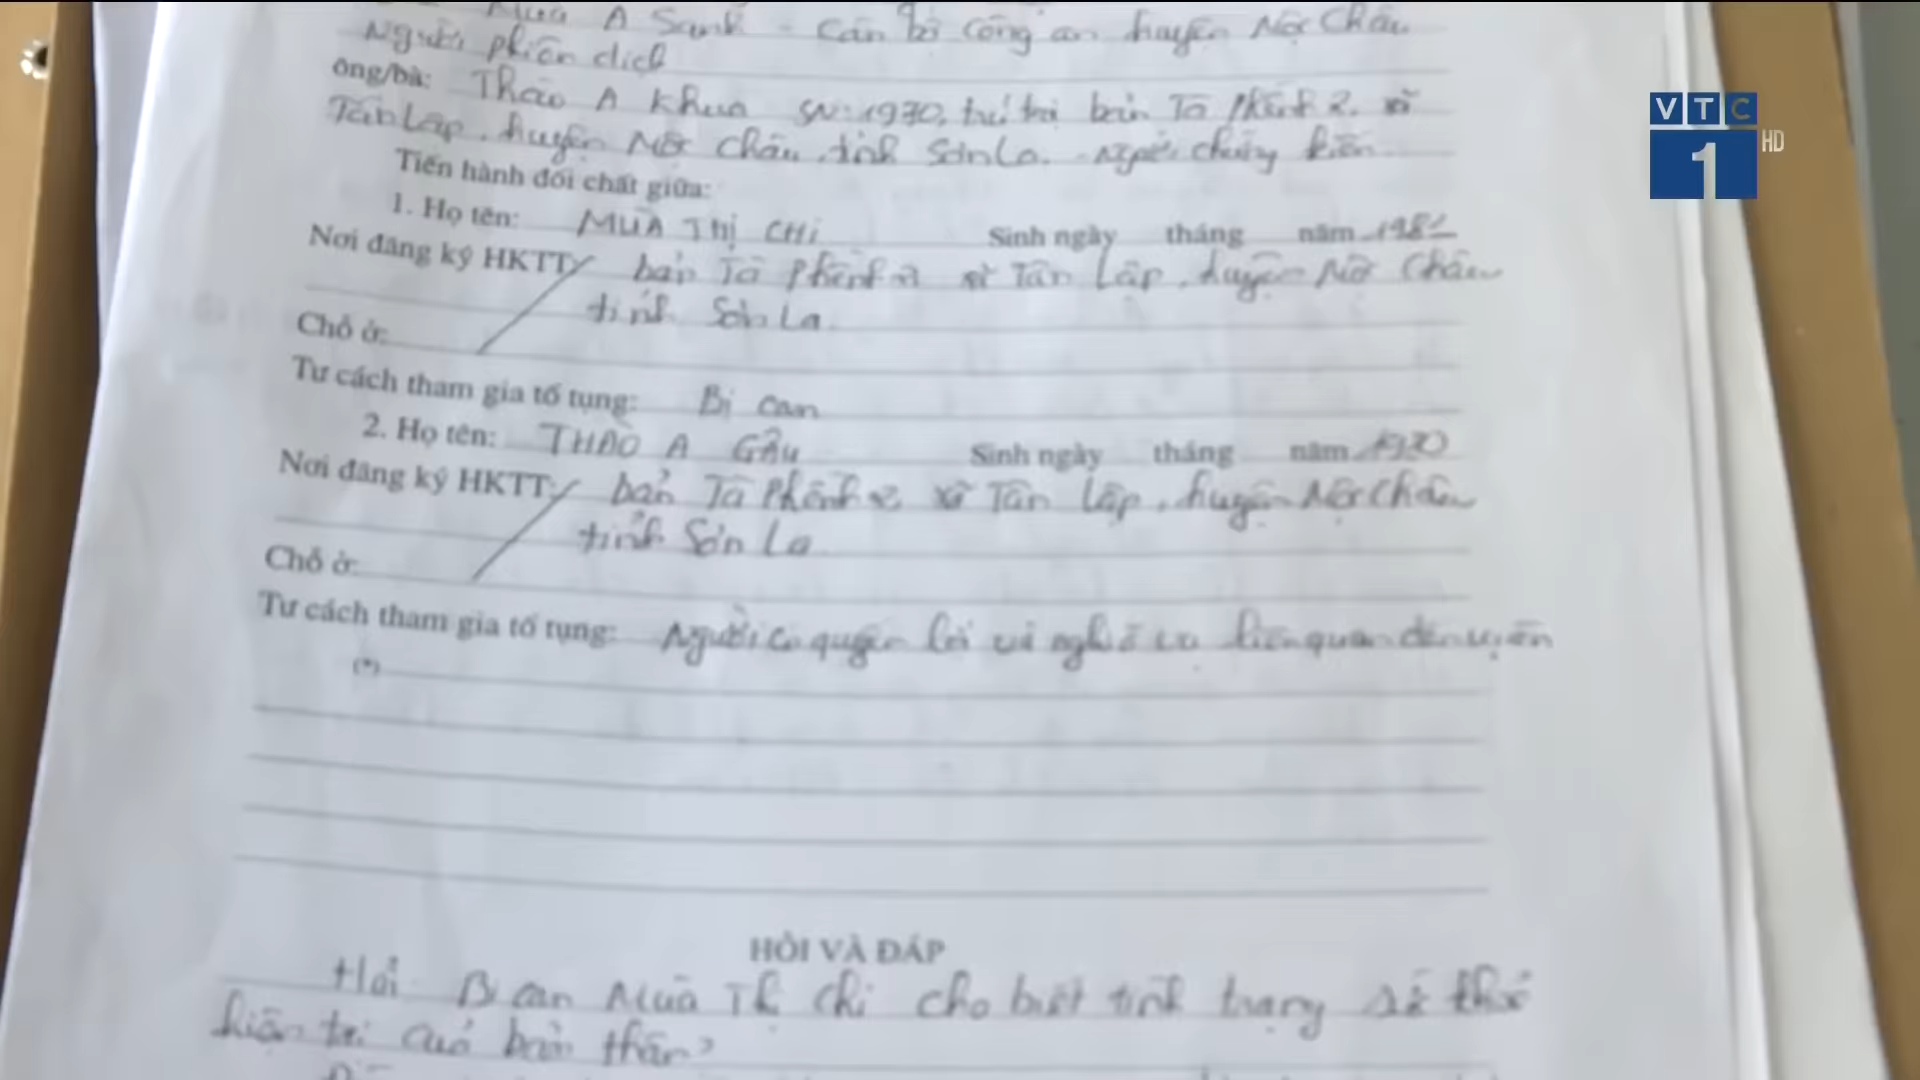 Mùa A Sanh - Cán bộ Công an huyện Mộc Châu
Người phiên dịch
ông/bà: Thào A Khua SN: 1970, trú tại bản Tà Phềnh 2, xã
Tân Lập, huyện Mộc Châu, tỉnh Sơn La. - Người chứng kiến
Tiến hành đối chất giữa:
1. Họ tên: MÙA THỊ CHI Sinh ngày tháng năm
Nơi đăng ký HKTT: bản Tà Phềnh 2 xã Tân Lập, huyện Mộc Châu
tỉnh Sơn La
Chỗ ở:
Tư cách tham gia tố tụng: Bị can
2. Họ tên: THÀO A GẤU Sinh ngày tháng năm
Nơi đăng ký HKTT: bản Tà Phềnh 2 xã Tân Lập, huyện Mộc Châu
tỉnh Sơn La
Chỗ ở:
Tư cách tham gia tố tụng: Người có quyền lợi và nghĩa vụ liên quan đến vụ án
(*)
HỎI VÀ ĐÁP
Hỏi: Bị can Mùa Thị Chi cho biết tình trạng sức khoẻ
hiện tại của bản thân?
VTC
1 HD